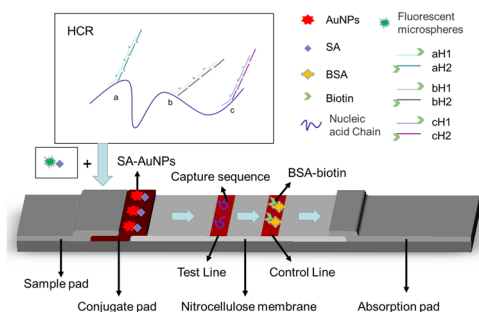 HCR
a
b
c
AuNPs
SA
BSA
Biotin
Nucleic
acid Chain
Fluorescent
microspheres
aH1
aH2
bH1
bH2
cH1
cH2
+
SA-AuNPs
Capture sequence
BSA-biotin
Test Line
Control Line
Sample pad
Conjugate pad
Nitrocellulose membrane
Absorption pad